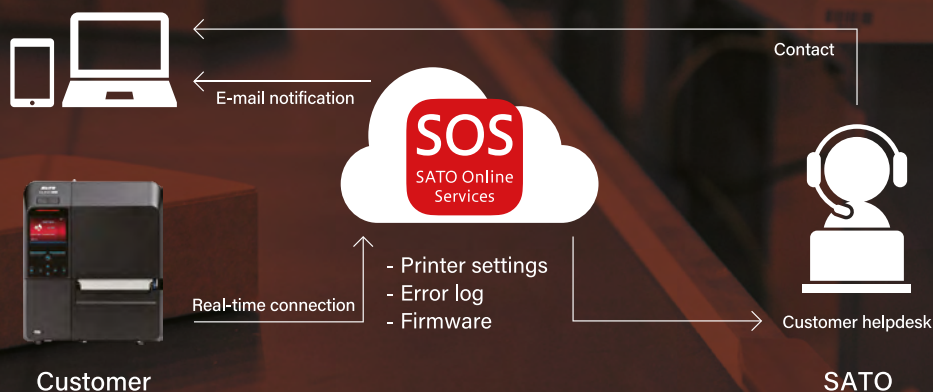 Contact
E-mail notification
SOS
SATO Online
Services
- Printer settings
- Error log
- Firmware
Real-time connection
Customer helpdesk
Customer
SATO